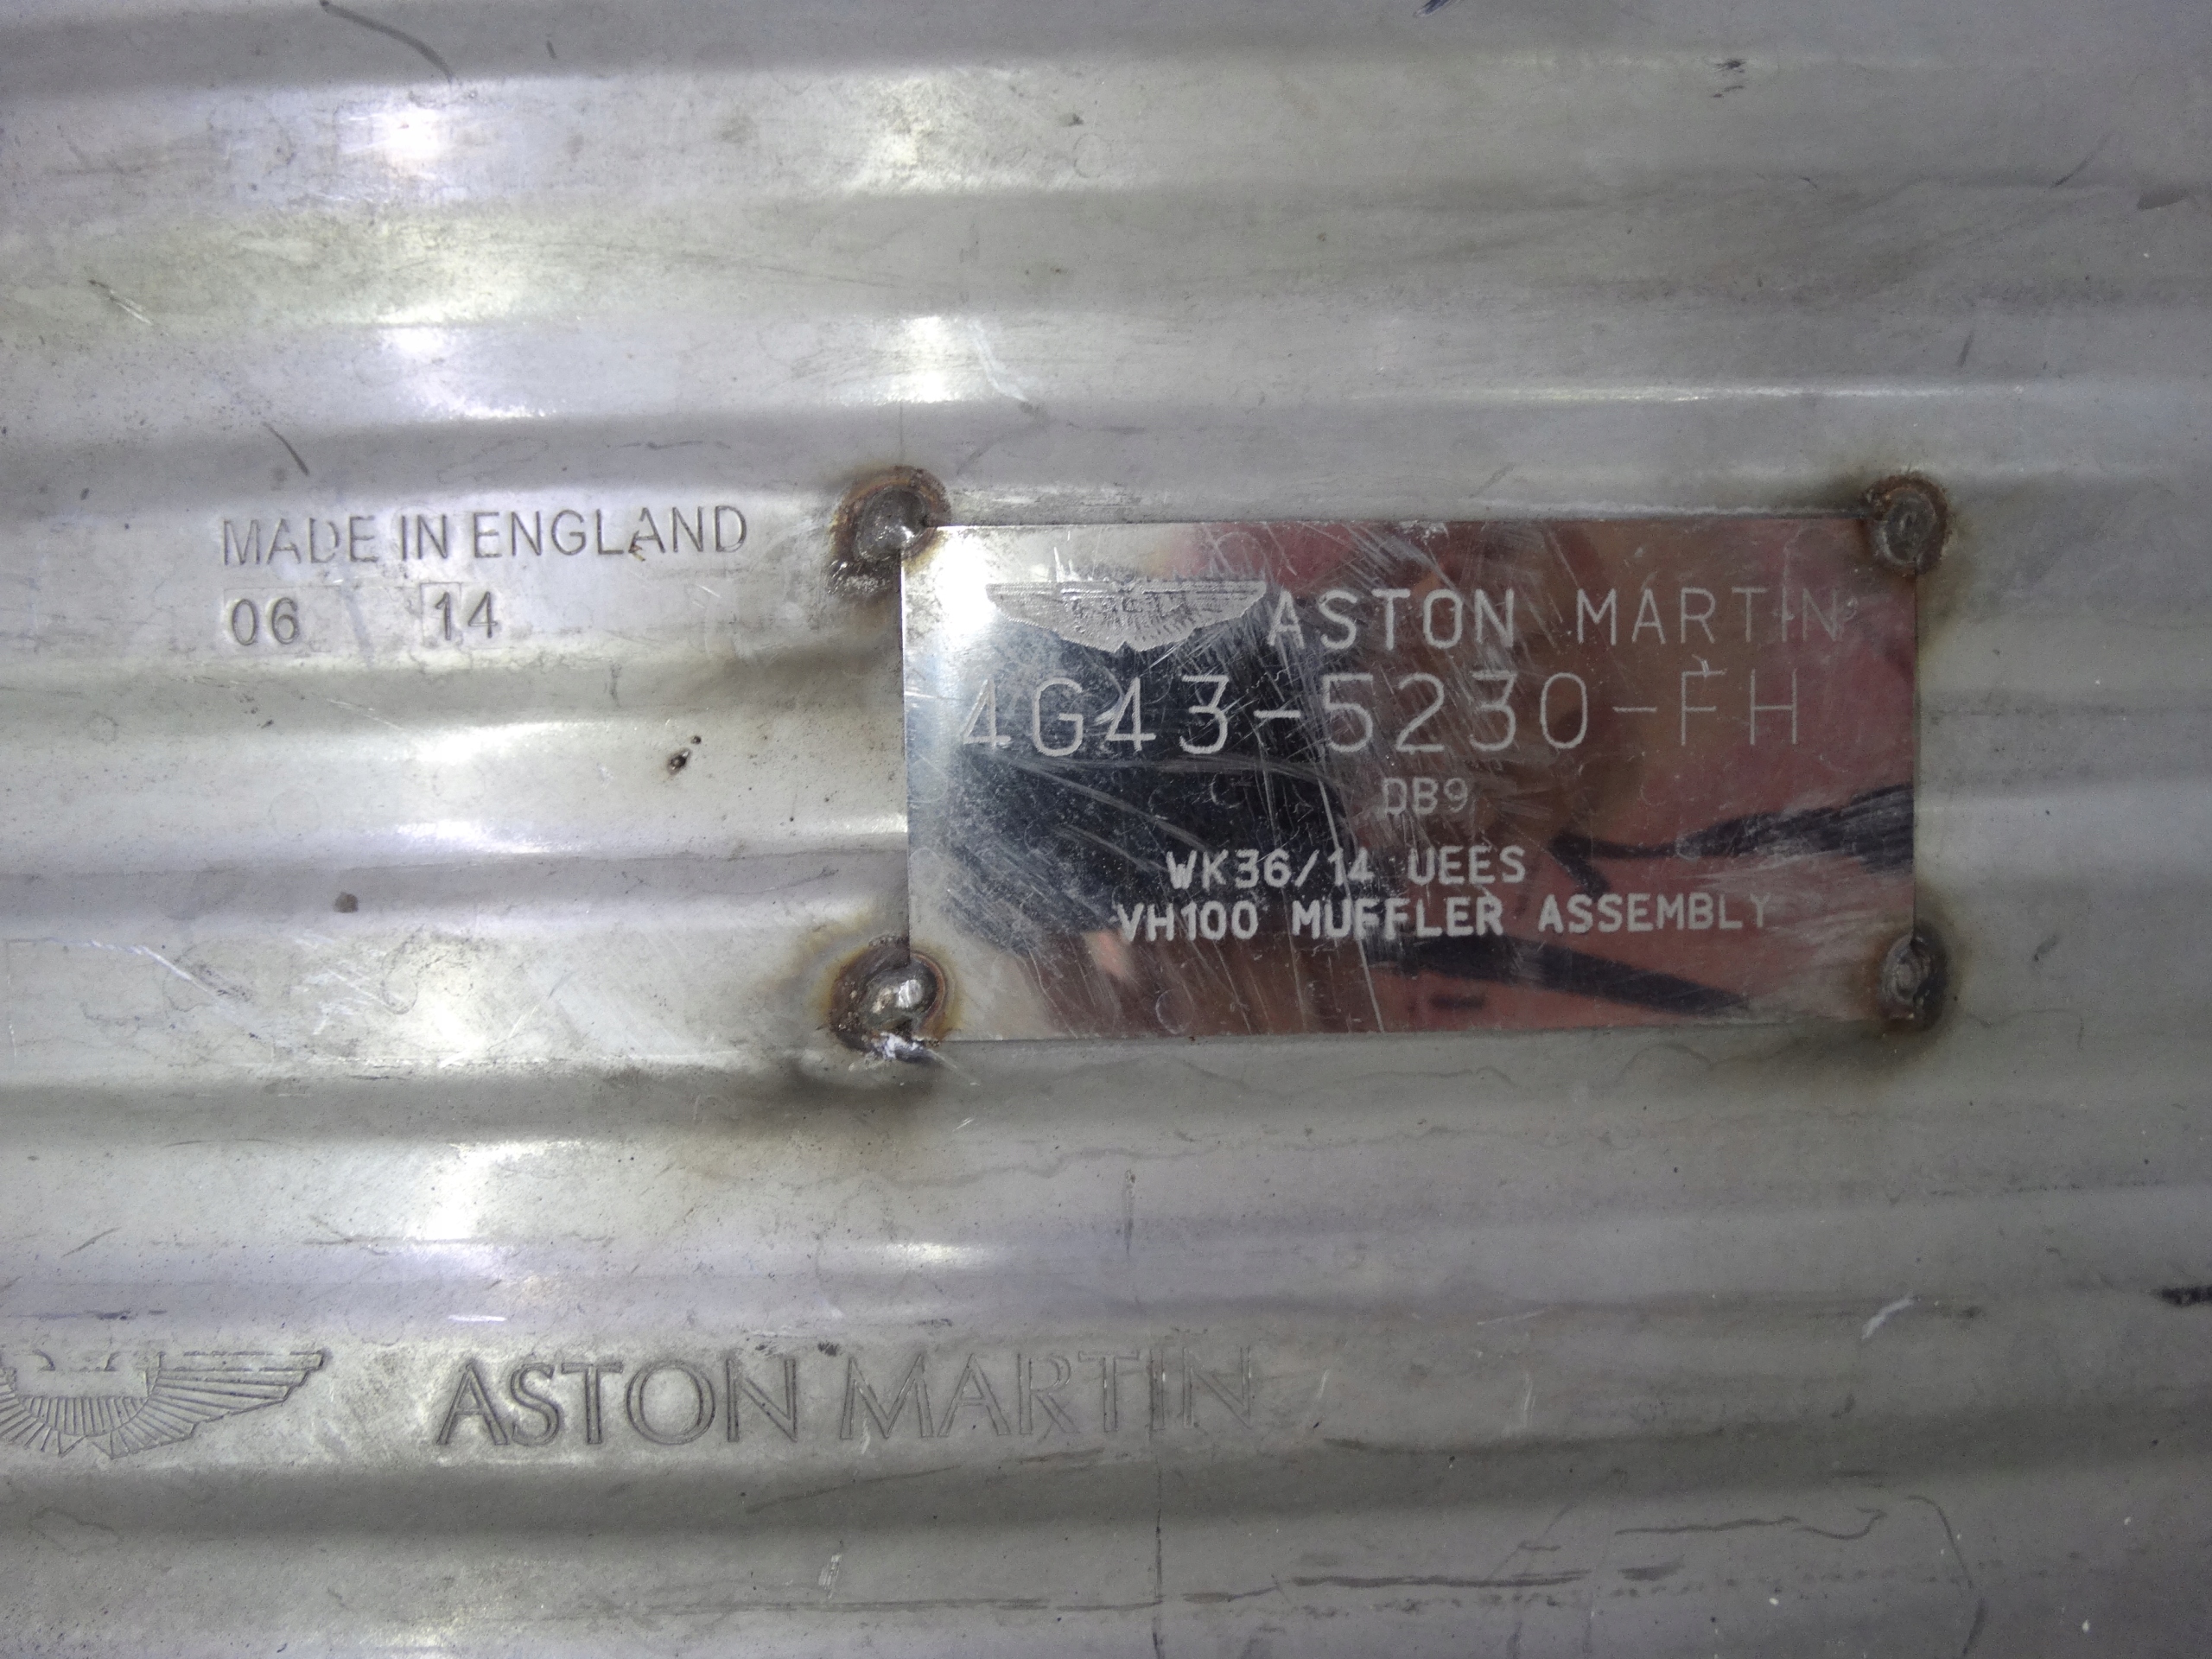 MADE IN ENGLAND
06 14
ASTON MARTIN
4G43-5230-FH
DB9
WK36/14 UEES
VH100 MUFFLER ASSEMBLY
ASTON MARTIN